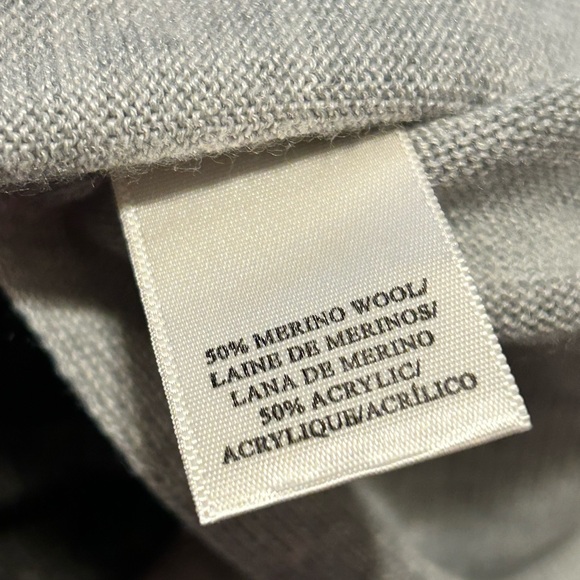 50% MERINO WOOL/
LAINE DE MERINOS/
LANA DE MERINO
50% ACRYLIC/
ACRYLIQUE/ACRÍLICO